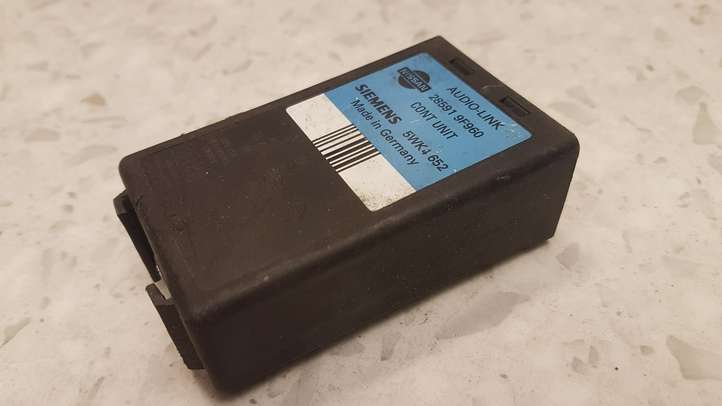 NISSAN
AUDIO-LINK
28591 9F960
CONT UNIT
SIEMENS 5WK4 652
Made in Germany